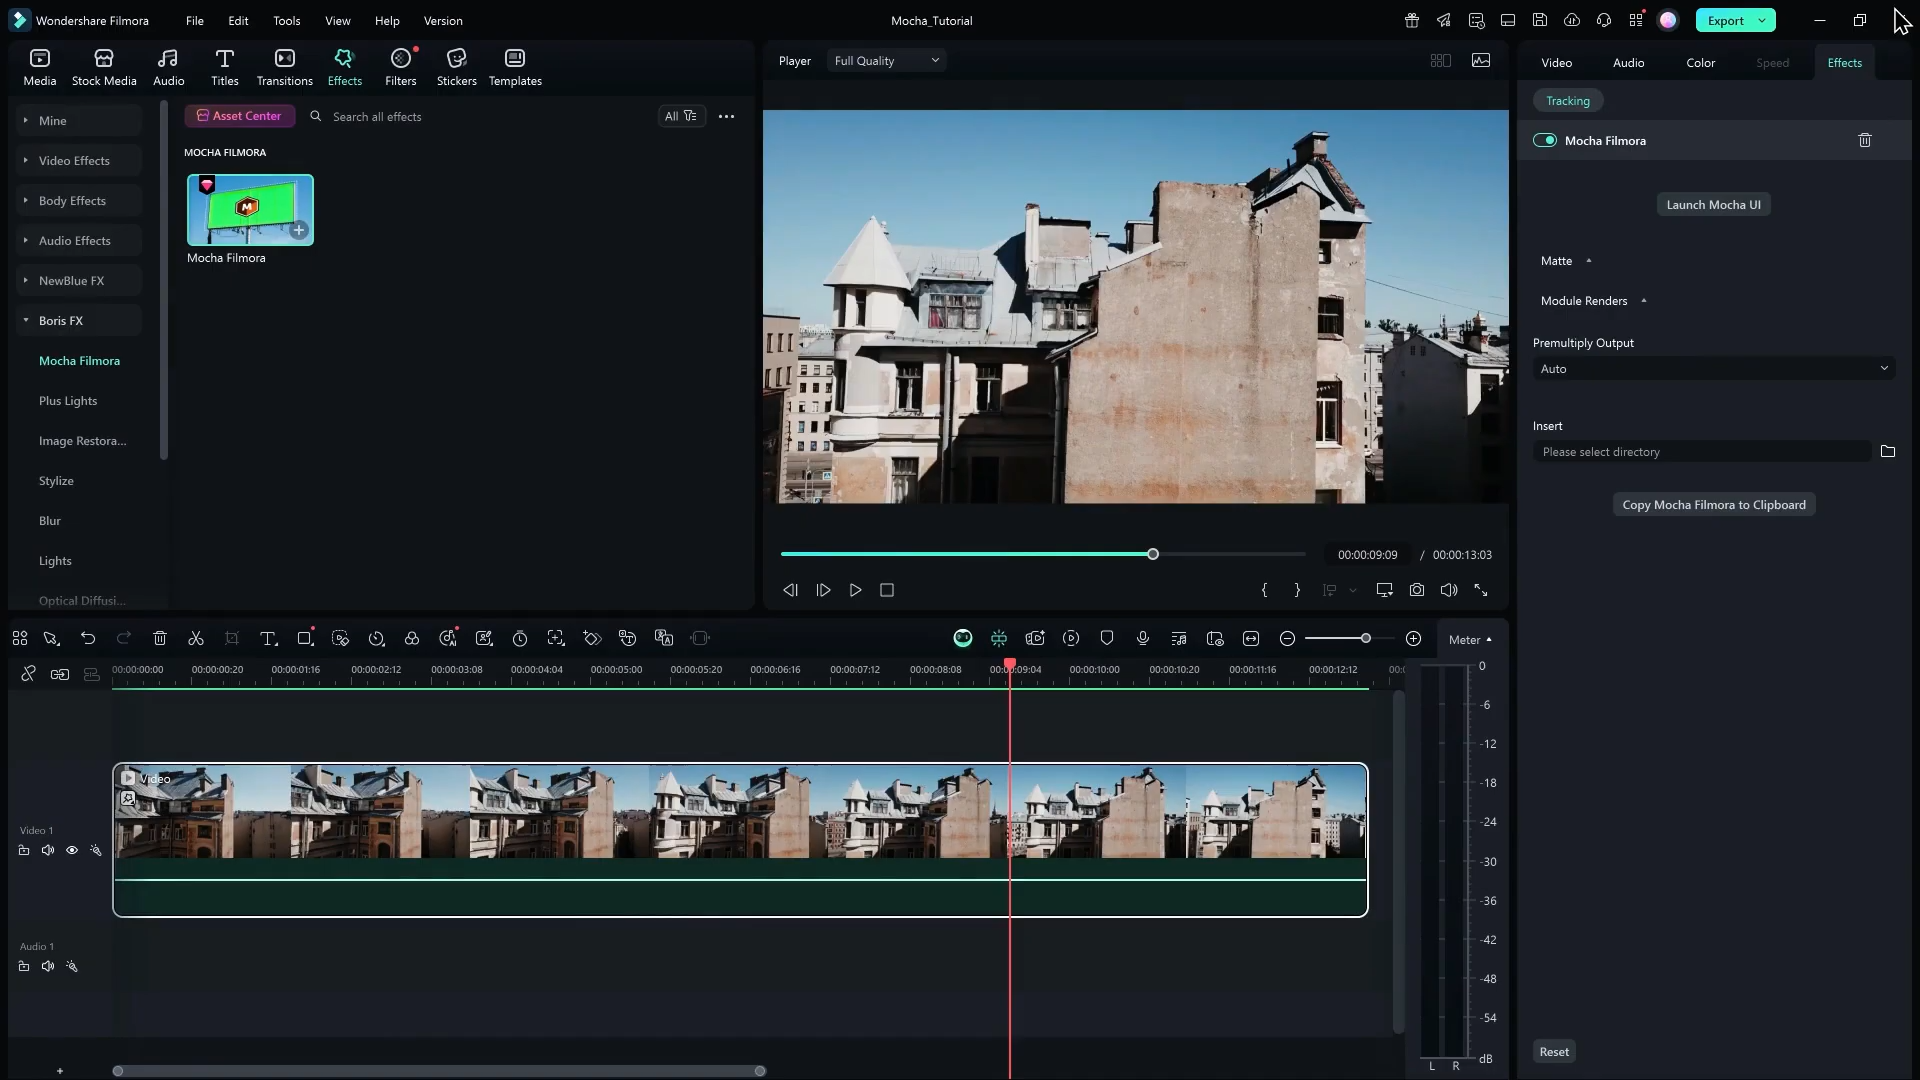 Wondershare Filmora
File
Edit
Tools
View
Help
Version
Mocha_Tutorial
Export
Media
Stock Media
Audio
Titles
Transitions
Effects
Filters
Stickers
Templates
Player
Full Quality
Video
Audio
Color
Speed
Effects
Tracking
Mine
Video Effects
Body Effects
Audio Effects
NewBlue FX
Boris FX
Mocha Filmora
Plus Lights
Image Restora...
Stylize
Blur
Lights
Optical Diffusi...
Asset Center
Search all effects
All
MOCHA FILMORA
M
Mocha Filmora
00:00:09:09 / 00:00:13:03
Mocha Filmora
Launch Mocha UI
Matte
Module Renders
Premultiply Output
Auto
Insert
Please select directory
Copy Mocha Filmora to Clipboard
Reset
Meter
00:00:00:00
00:00:00:20
00:00:01:16
00:00:02:12
00:00:03:08
00:00:04:04
00:00:05:00
00:00:05:20
00:00:06:16
00:00:07:12
00:00:08:08
00:00:09:04
00:00:10:00
00:00:10:20
00:00:11:16
00:00:12:12
Video
Video 1
Audio 1
0
-6
-12
-18
-24
-30
-36
-42
-48
-54
dB
L R